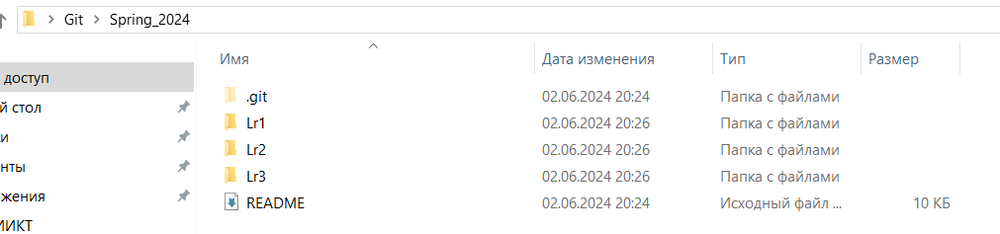 Git Spring_2024
Имя Дата изменения Тип Размер
доступ
.git 02.06.2024 20:24 Папка с файлами
й стол
Lr1 02.06.2024 20:26 Папка с файлами
и
Lr2 02.06.2024 20:26 Папка с файлами
нты
Lr3 02.06.2024 20:26 Папка с файлами
жения
README 02.06.2024 20:24 Исходный файл ... 10 КБ
ИИКТ